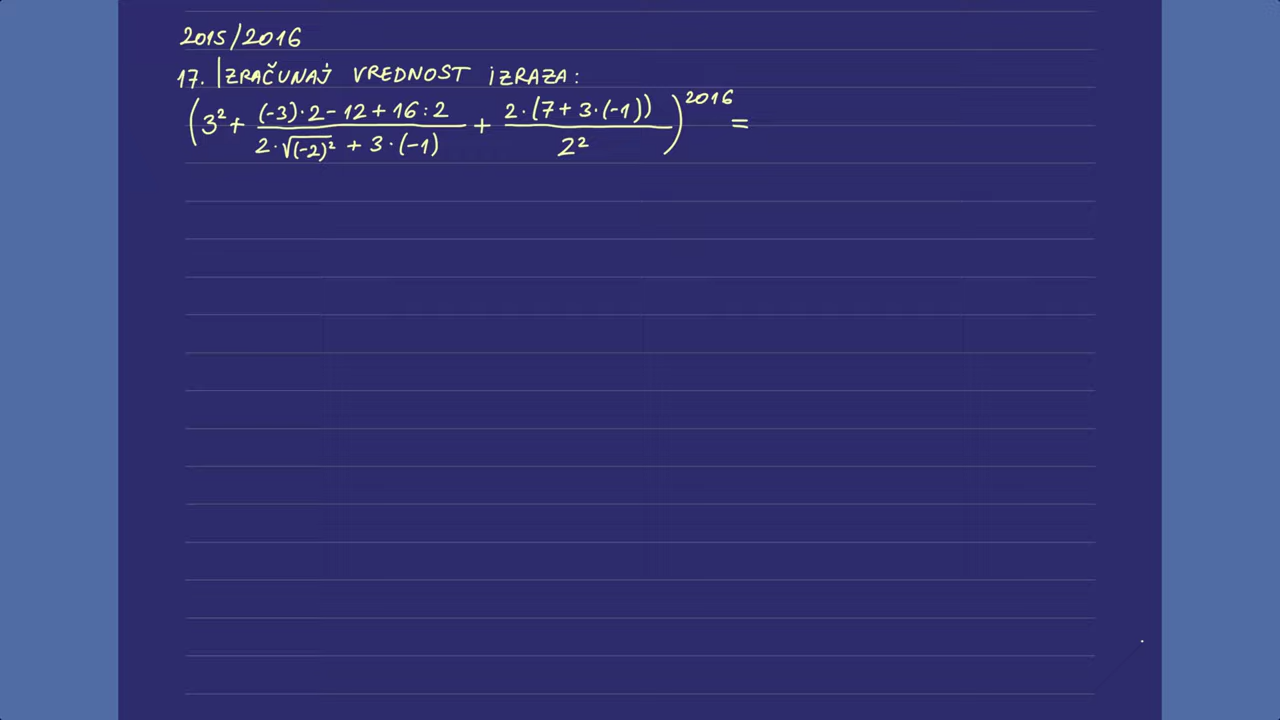 2015/2016
17. IZRAČUNAJ VREDNOST IZRAZA:
(3² + ((-3)·2-12+16:2)/(2·√(-2)² + 3·(-1)) + (2·(7+3·(-1)))/2²)²⁰¹⁶ =